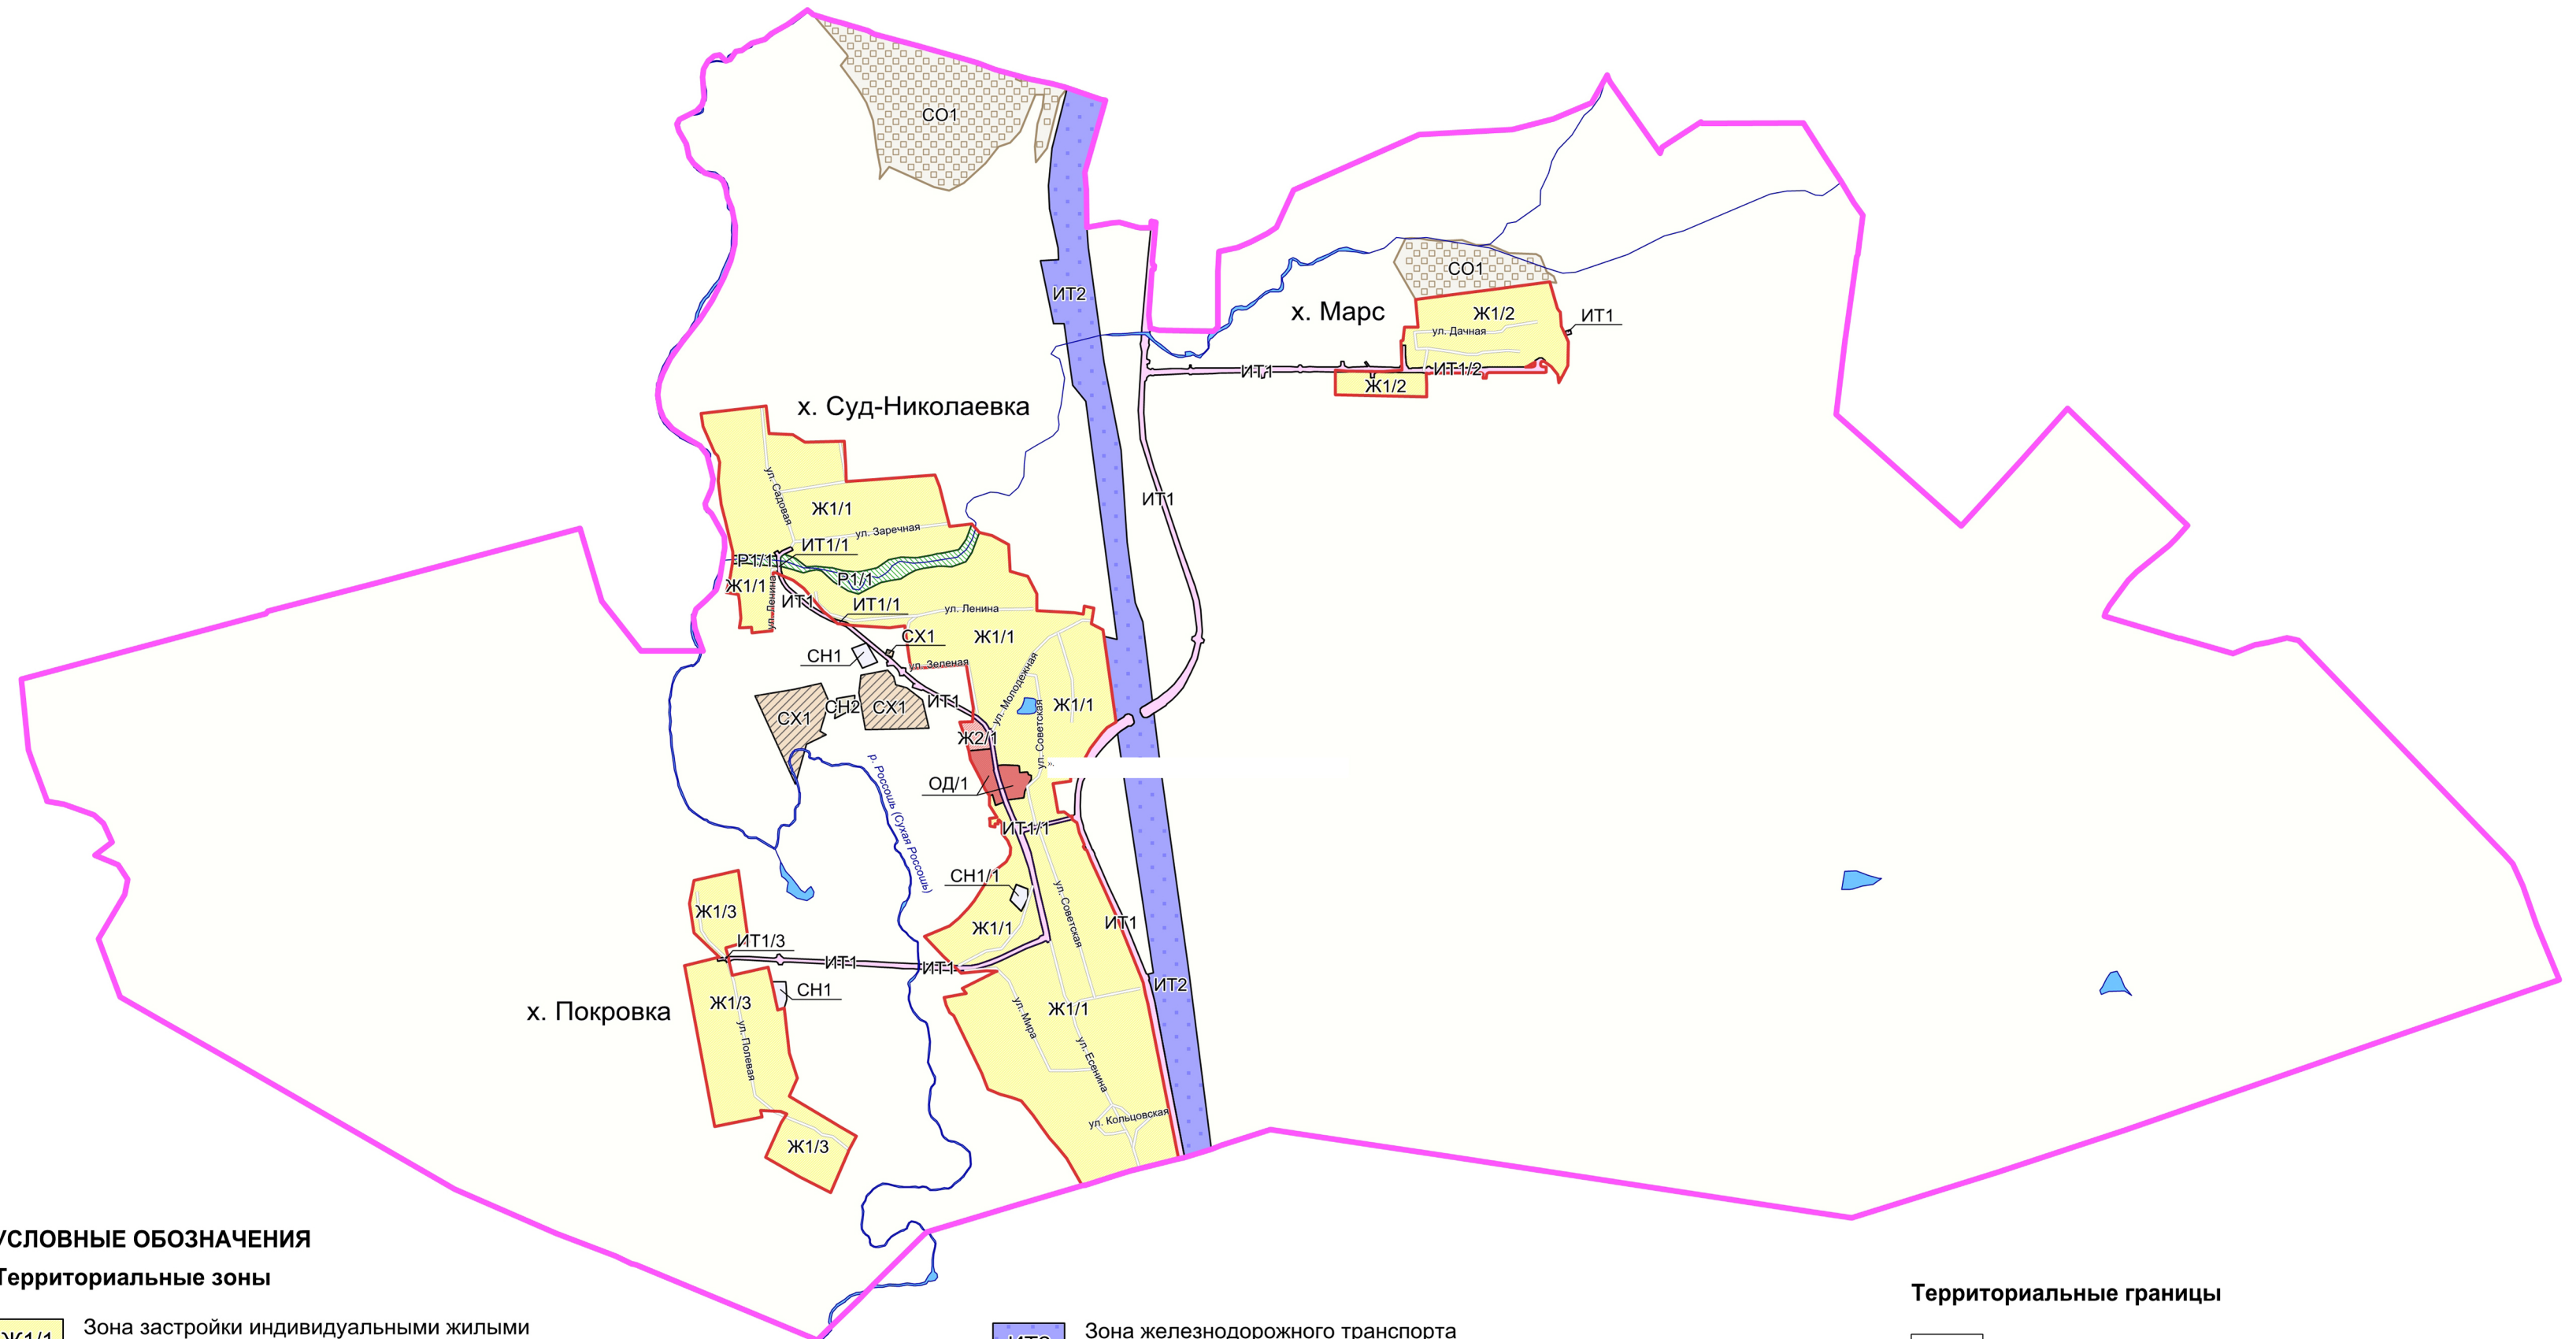 СО1
СО1
ИТ2
х. Марс
Ж1/2
ИТ1
ул. Дачная
ИТ1
ИТ1/2
Ж1/2
х. Суд-Николаевка
ул. Садовая
Ж1/1
ИТ1
ул. Заречная
ИТ1/1
Р1/1
Р1/1
Ж1/1
ул. Ленина
ИТ1
ИТ1/1
ул. Ленина
СХ1
Ж1/1
СН1
ул. Зеленая
ул. Молодежная
ИТ1
СХ1
СН2
СХ1
Ж1/1
ул. Советская
Ж2/1
ОД/1
р. Россошь (Сухая Россошь)
ИТ1/1
СН1/1
Ж1/3
Ж1/1
ул. Советская
ИТ1
ИТ1/3
ИТ1
ИТ1
ИТ2
СН1
Ж1/3
х. Покровка
ул. Полевая
ул. Мира
Ж1/1
ул. Есенина
ул. Кольцовская
Ж1/3
УСЛОВНЫЕ ОБОЗНАЧЕНИЯ
Территориальные зоны
Территориальные границы
Ж1/1
Зона застройки индивидуальными жилыми
ИТ2
Зона железнодорожного транспорта